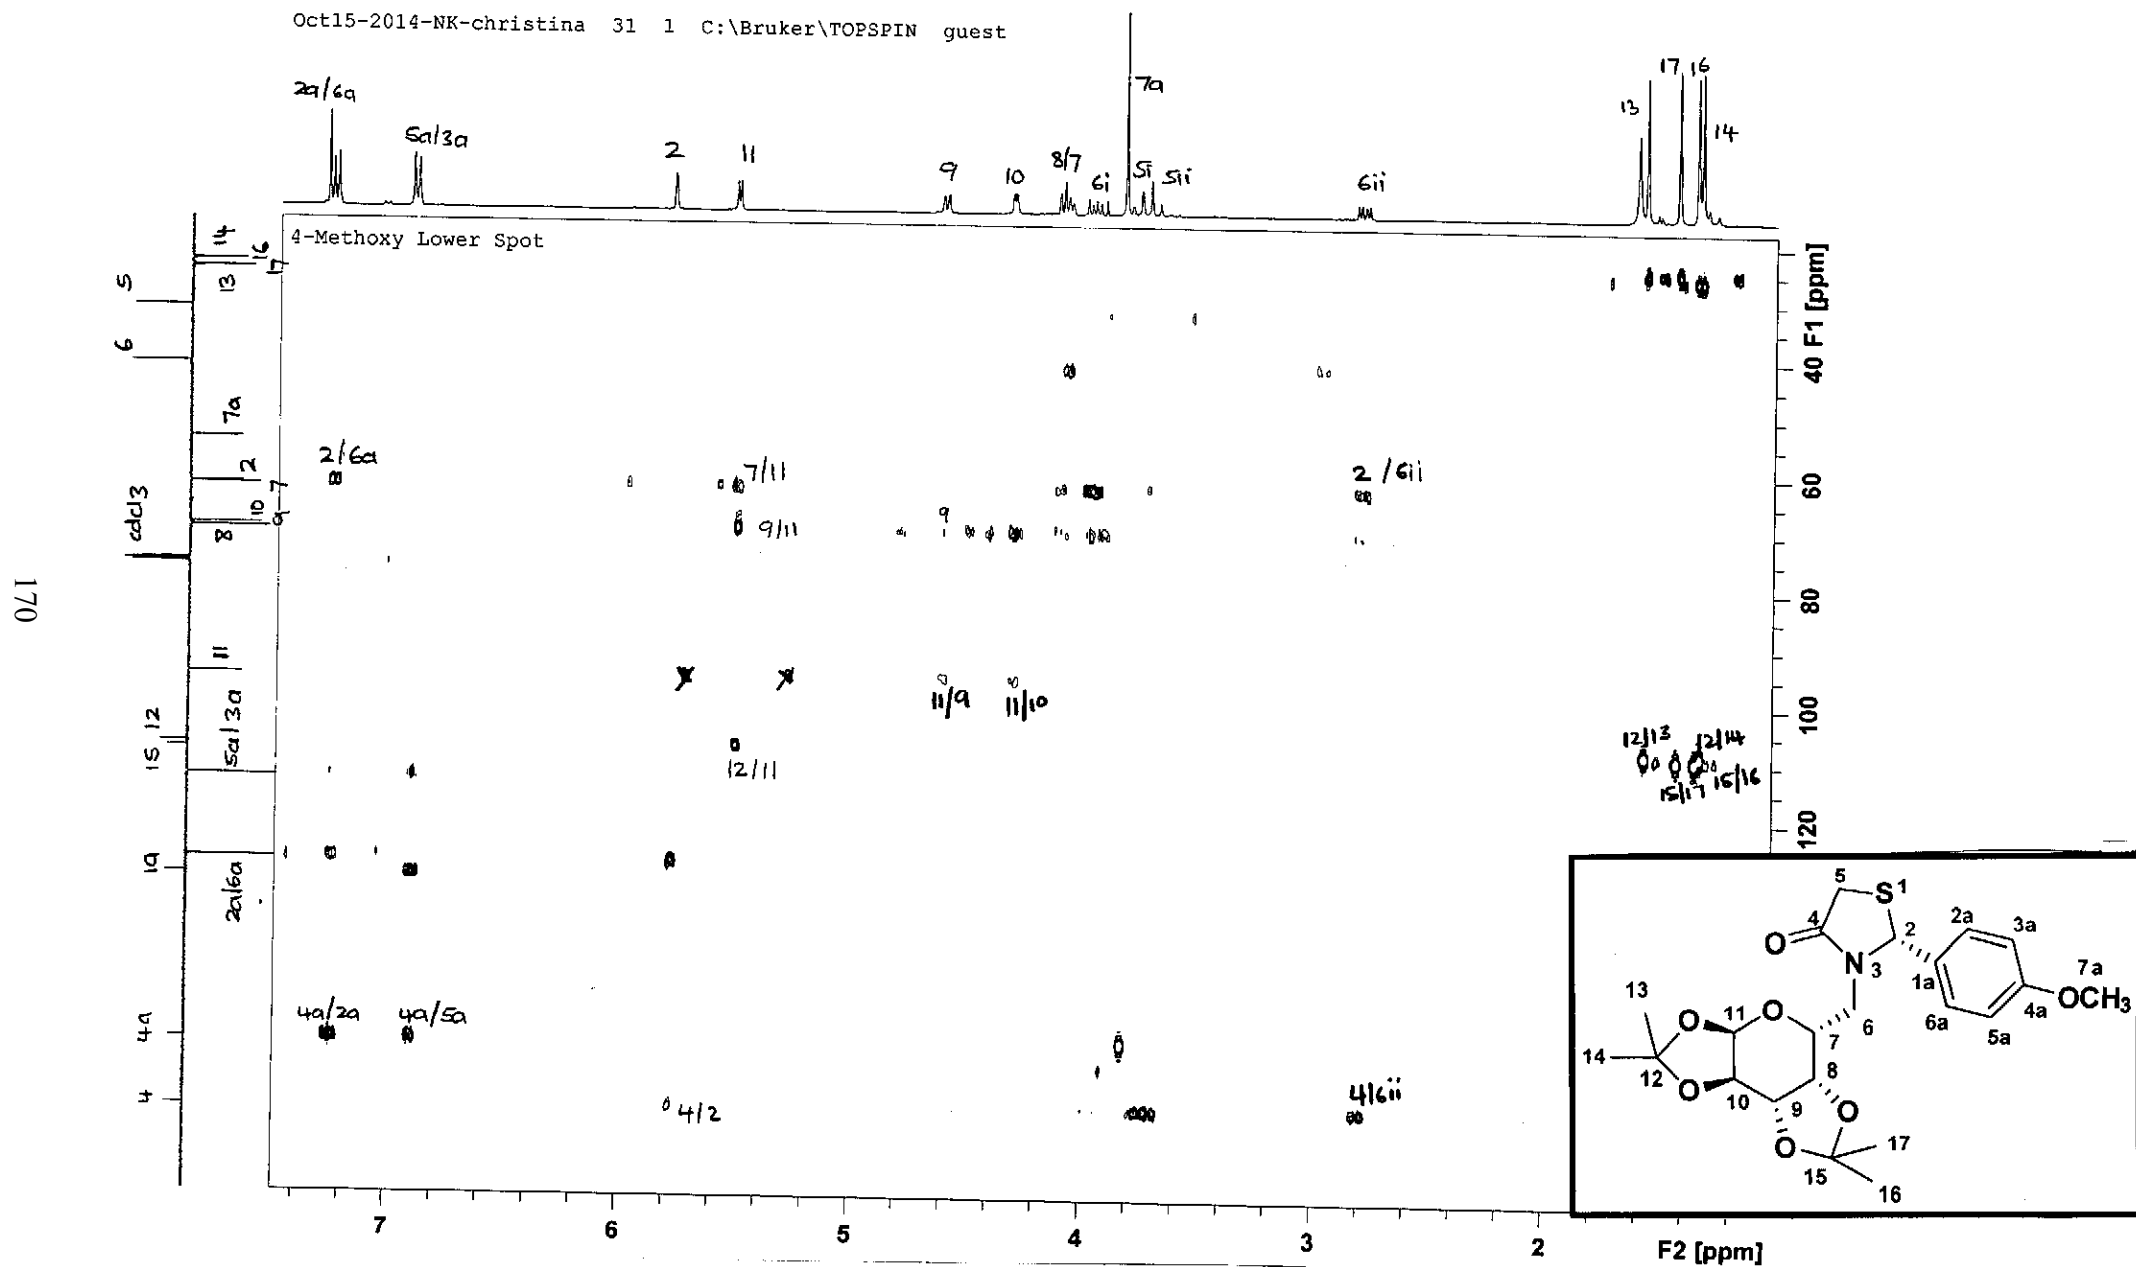 Oct15-2014-NK-christina 31 1 C:\Bruker\TOPSPIN guest
2a/6a
5a/3a
2
11
9
10
8/7
6i
7a
5i
5ii
6ii
13
17
16
14
4-Methoxy Lower Spot
14
16
17
13
5
6
7a
2
7
10
9
8
cdcl3
11
12
15
5a/3a
1a
2a/6a
4a
4
2/6a
7/11
2/6ii
9/11
9
11/9
11/10
12/11
12/13
12/14
15/17
15/16
4a/2a
4a/5a
4/2
4/6ii
40 F1 [ppm]
60
80
100
120
7
6
5
4
3
2
F2 [ppm]
5
S 1
4
O
N 3
2
2a
3a
1a
7a
OCH3
4a
6a
5a
13
O
11
O
6
7
14
12
O
8
10
9
O
O
17
15
16
170